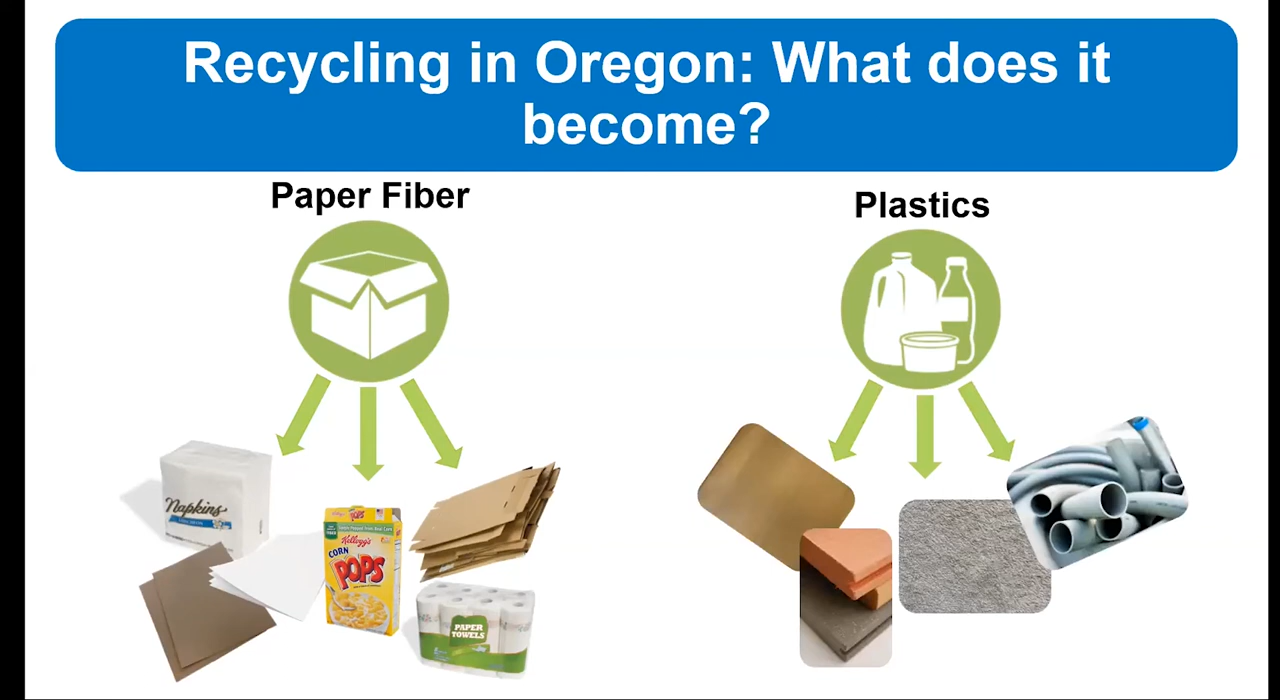 Recycling in Oregon: What does it
become?
Paper Fiber
Plastics
Napkins
Kellogg's
CORN
POPS
PAPER
TOWELS